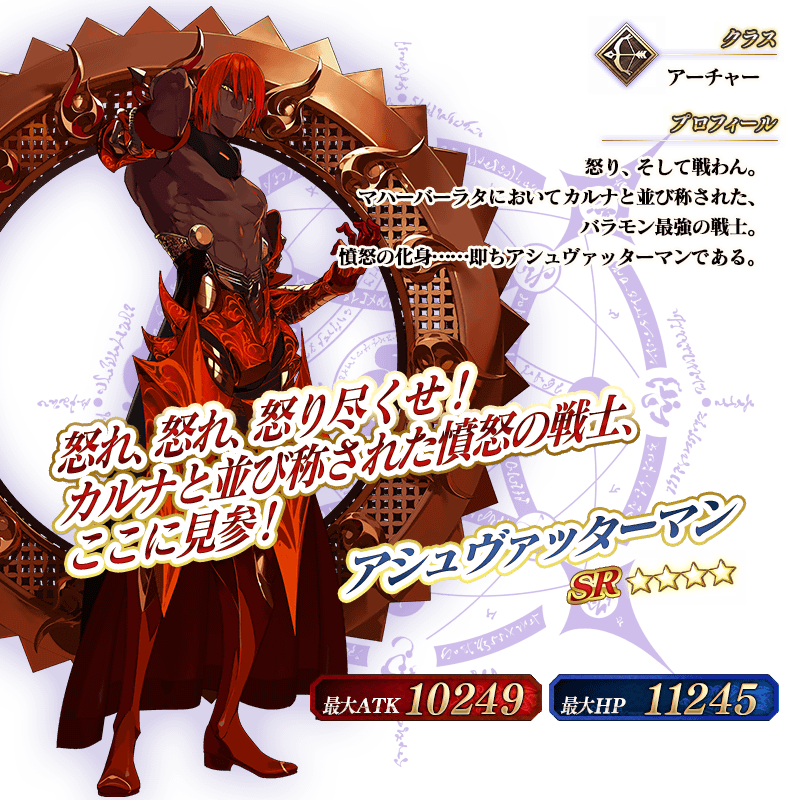 クラス
アーチャー
プロフィール
怒り、そして戦わん。
マハーバーラタにおいてカルナと並び称された、
バラモン最強の戦士。
憤怒の化身……即ちアシュヴァッターマンである。
怒れ、怒れ、怒り尽くせ！
カルナと並び称された憤怒の戦士、
ここに見参！
アシュヴァッターマン
SR ☆☆☆☆
最大ATK 10249
最大HP 11245